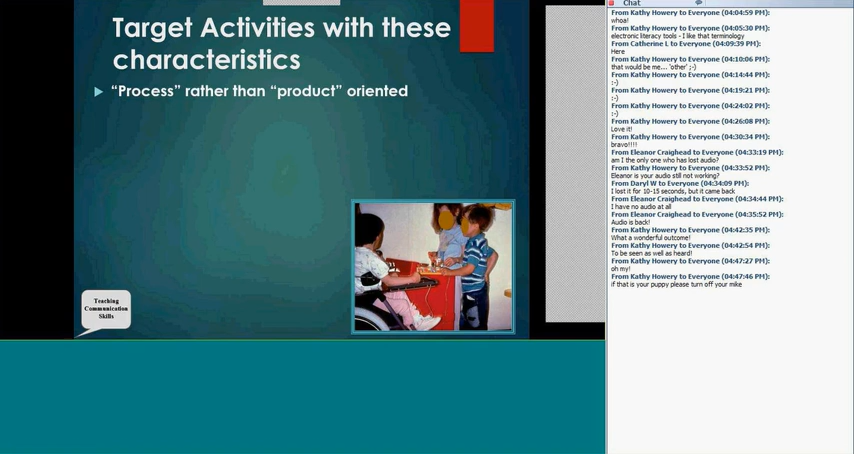 Target Activities with these
characteristics
“Process” rather than “product” oriented
Teaching
Communication
Skills
Chat
From Kathy Howery to Everyone (04:04:59 PM):
whoa!
From Kathy Howery to Everyone (04:05:30 PM):
electronic literacy tools - I like that terminology
From Catherine L to Everyone (04:09:39 PM):
Here
From Kathy Howery to Everyone (04:10:06 PM):
that would be me... 'other' ;-)
From Kathy Howery to Everyone (04:14:44 PM):
:-)
From Kathy Howery to Everyone (04:19:21 PM):
:-)
From Kathy Howery to Everyone (04:24:02 PM):
:-)
From Kathy Howery to Everyone (04:26:08 PM):
Love it!
From Kathy Howery to Everyone (04:30:34 PM):
bravo!!!!
From Eleanor Craighead to Everyone (04:33:19 PM):
am I the only one who has lost audio?
From Kathy Howery to Everyone (04:33:52 PM):
Eleanor is your audio still not working?
From Daryl W to Everyone (04:34:09 PM):
I lost it for 10-15 seconds, but it came back
From Eleanor Craighead to Everyone (04:34:44 PM):
I have no audio at all
From Eleanor Craighead to Everyone (04:35:52 PM):
Audio is back!
From Kathy Howery to Everyone (04:42:35 PM):
What a wonderful outcome!
From Kathy Howery to Everyone (04:42:54 PM):
To be seen as well as heard!
From Kathy Howery to Everyone (04:47:27 PM):
oh my!
From Kathy Howery to Everyone (04:47:46 PM):
if that is your puppy please turn off your mike